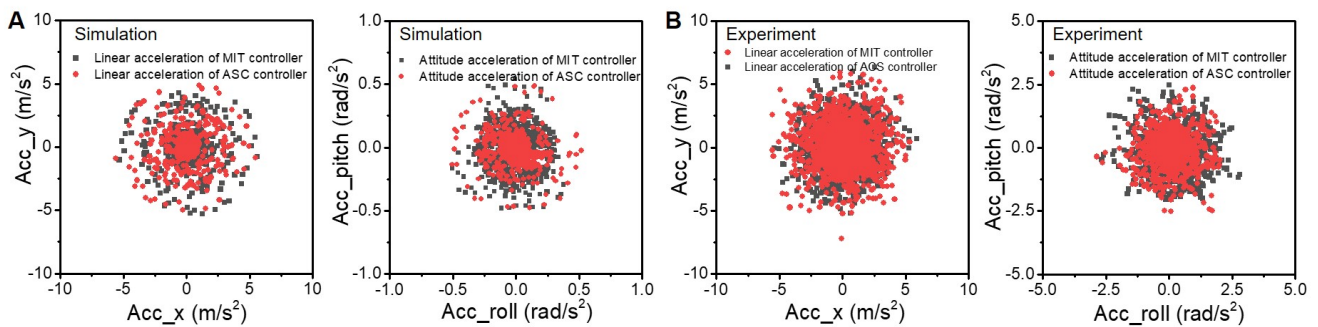 A
Simulation
Linear acceleration of MIT controller
Linear acceleration of ASC controller
10
5
0
-5
-10
Acc_y (m/s²)
-10
-5
0
5
10
Acc_x (m/s²)
Simulation
Attitude acceleration of MIT controller
Attitude acceleration of ASC controller
1.0
0.5
0.0
-0.5
-1.0
Acc_pitch (rad/s²)
-1.0
-0.5
0.0
0.5
1.0
Acc_roll (rad/s²)
B
Experiment
Linear acceleration of MIT controller
Linear acceleration of ACS controller
10
5
0
-5
-10
Acc_y (m/s²)
-10
-5
0
5
10
Acc_x (m/s²)
Experiment
Attitude acceleration of MIT controller
Attitude acceleration of ASC controller
5.0
2.5
0.0
-2.5
-5.0
Acc_pitch (rad/s²)
-5.0
-2.5
0.0
2.5
5.0
Acc_roll (rad/s²)